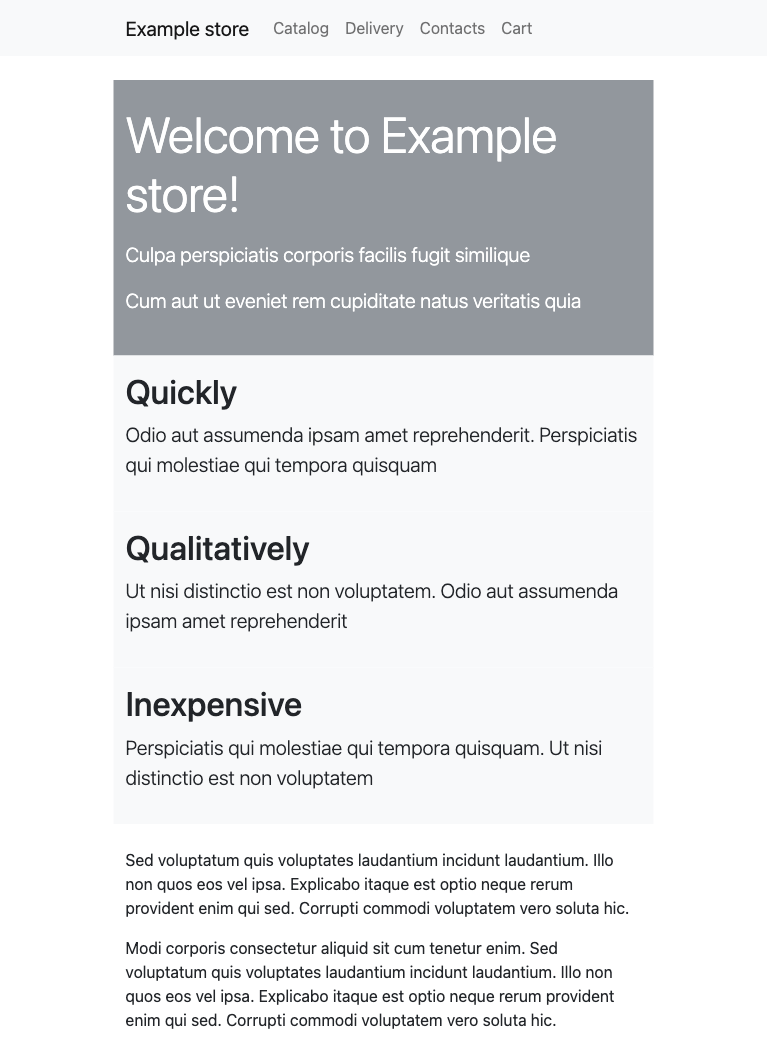 Example store Catalog Delivery Contacts Cart
Welcome to Example
store!
Culpa perspiciatis corporis facilis fugit similique
Cum aut ut eveniet rem cupiditate natus veritatis quia
Quickly
Odio aut assumenda ipsam amet reprehenderit. Perspiciatis
qui molestiae qui tempora quisquam
Qualitatively
Ut nisi distinctio est non voluptatem. Odio aut assumenda
ipsam amet reprehenderit
Inexpensive
Perspiciatis qui molestiae qui tempora quisquam. Ut nisi
distinctio est non voluptatem
Sed voluptatum quis voluptates laudantium incidunt laudantium. Illo
non quos eos vel ipsa. Explicabo itaque est optio neque rerum
provident enim qui sed. Corrupti commodi voluptatem vero soluta hic.
Modi corporis consectetur aliquid sit cum tenetur enim. Sed
voluptatum quis voluptates laudantium incidunt laudantium. Illo non
quos eos vel ipsa. Explicabo itaque est optio neque rerum provident
enim qui sed. Corrupti commodi voluptatem vero soluta hic.